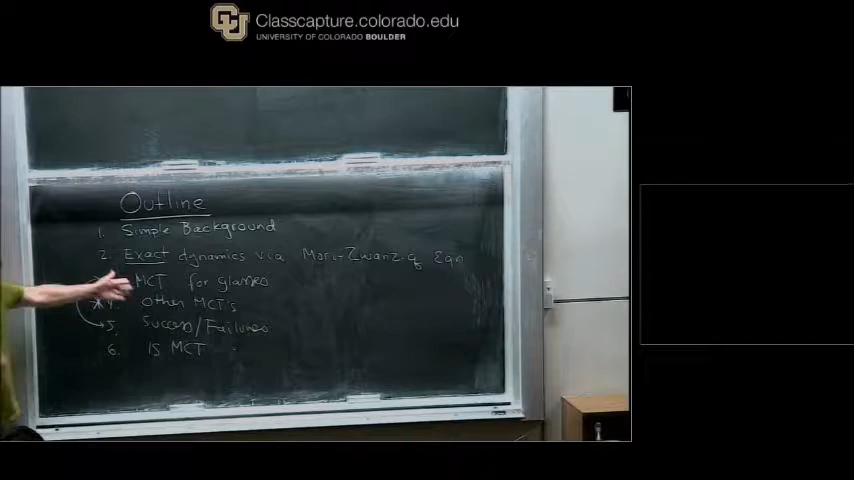 Classcapture.colorado.edu
UNIVERSITY OF COLORADO BOULDER
Outline
1. Simple Background
2. Exact dynamics via Mori-Zwanzig Eqn
MCT for glasses
*4. Other MCT's
5. Success/Failures
6. Is MCT